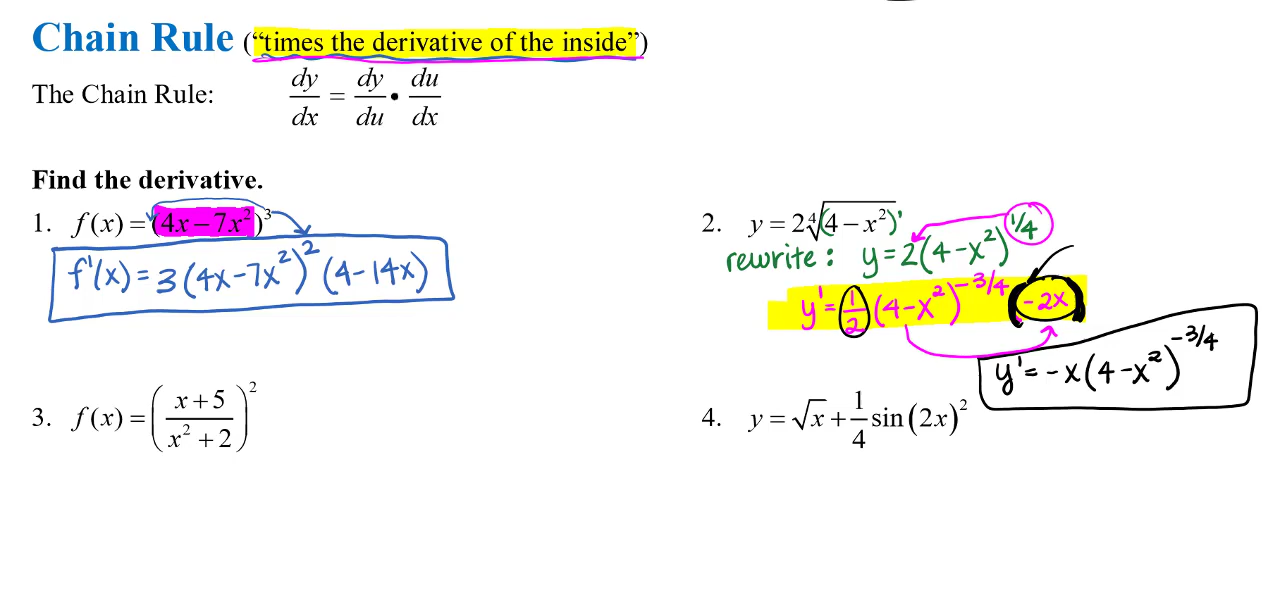 Chain Rule ("times the derivative of the inside")
The Chain Rule: dy/dx = dy/du • du/dx
Find the derivative.
1. f(x) = (4x − 7x²)³
f'(x) = 3(4x − 7x²)²(4 − 14x)
2. y = 2∜(4 − x²)'
rewrite: y = 2(4 − x²)^1/4
y' = 1/2 (4 − x²)^−3/4 (−2x)
y' = −x(4 − x²)^−3/4
3. f(x) = ((x + 5)/(x² + 2))²
4. y = √x + 1/4 sin(2x)²